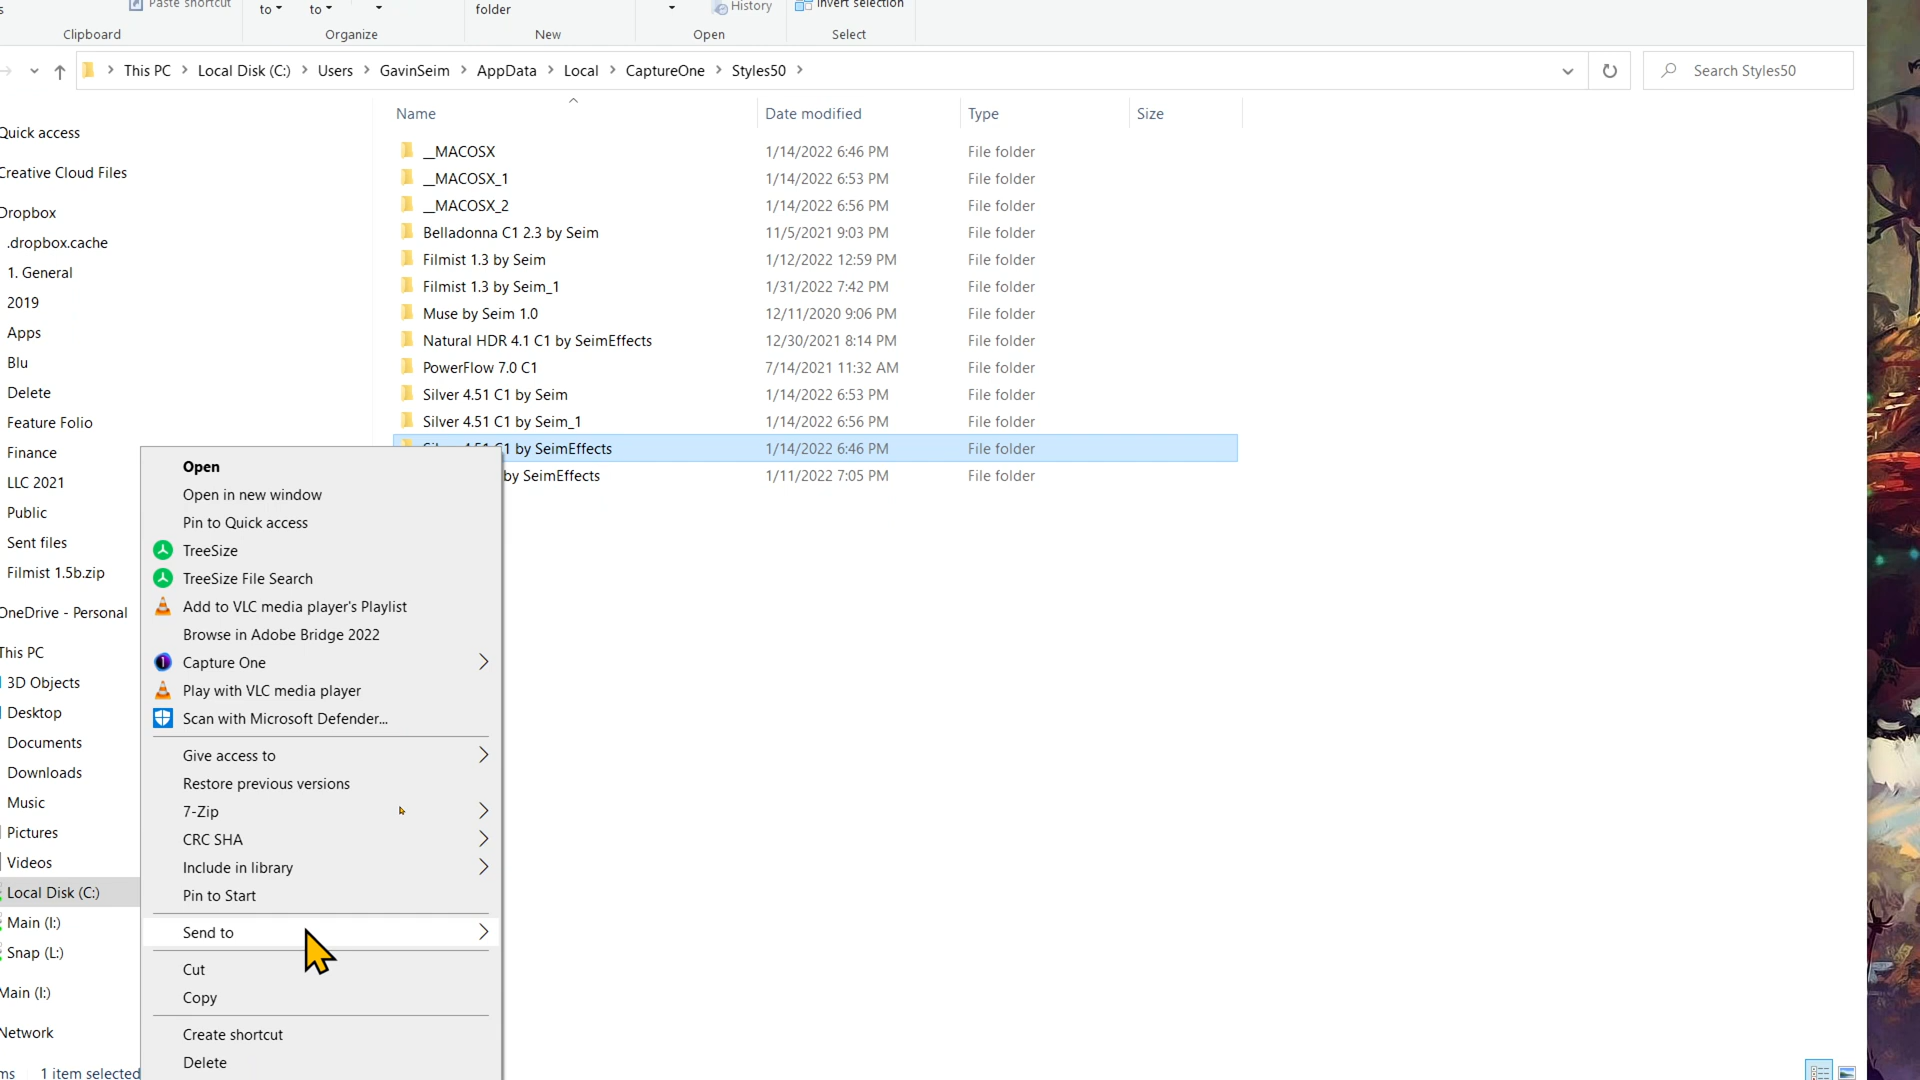 Paste shortcut
to
to
folder
History
Invert selection
Clipboard
Organize
New
Open
Select
This PC > Local Disk (C:) > Users > GavinSeim > AppData > Local > CaptureOne > Styles50 >
Search Styles50
Name
Date modified
Type
Size
__MACOSX 1/14/2022 6:46 PM File folder
__MACOSX_1 1/14/2022 6:53 PM File folder
__MACOSX_2 1/14/2022 6:56 PM File folder
Belladonna C1 2.3 by Seim 11/5/2021 9:03 PM File folder
Filmist 1.3 by Seim 1/12/2022 12:59 PM File folder
Filmist 1.3 by Seim_1 1/31/2022 7:42 PM File folder
Muse by Seim 1.0 12/11/2020 9:06 PM File folder
Natural HDR 4.1 C1 by SeimEffects 12/30/2021 8:14 PM File folder
PowerFlow 7.0 C1 7/14/2021 11:32 AM File folder
Silver 4.51 C1 by Seim 1/14/2022 6:53 PM File folder
Silver 4.51 C1 by Seim_1 1/14/2022 6:56 PM File folder
Silver 4.51 C1 by SeimEffects 1/14/2022 6:46 PM File folder
by SeimEffects 1/11/2022 7:05 PM File folder
Quick access
Creative Cloud Files
Dropbox
.dropbox.cache
1. General
2019
Apps
Blu
Delete
Feature Folio
Finance
LLC 2021
Public
Sent files
Filmist 1.5b.zip
OneDrive - Personal
This PC
3D Objects
Desktop
Documents
Downloads
Music
Pictures
Videos
Local Disk (C:)
Main (I:)
Snap (L:)
Main (I:)
Network
1 item selected
Open
Open in new window
Pin to Quick access
TreeSize
TreeSize File Search
Add to VLC media player's Playlist
Browse in Adobe Bridge 2022
Capture One
Play with VLC media player
Scan with Microsoft Defender...
Give access to
Restore previous versions
7-Zip
CRC SHA
Include in library
Pin to Start
Send to
Cut
Copy
Create shortcut
Delete